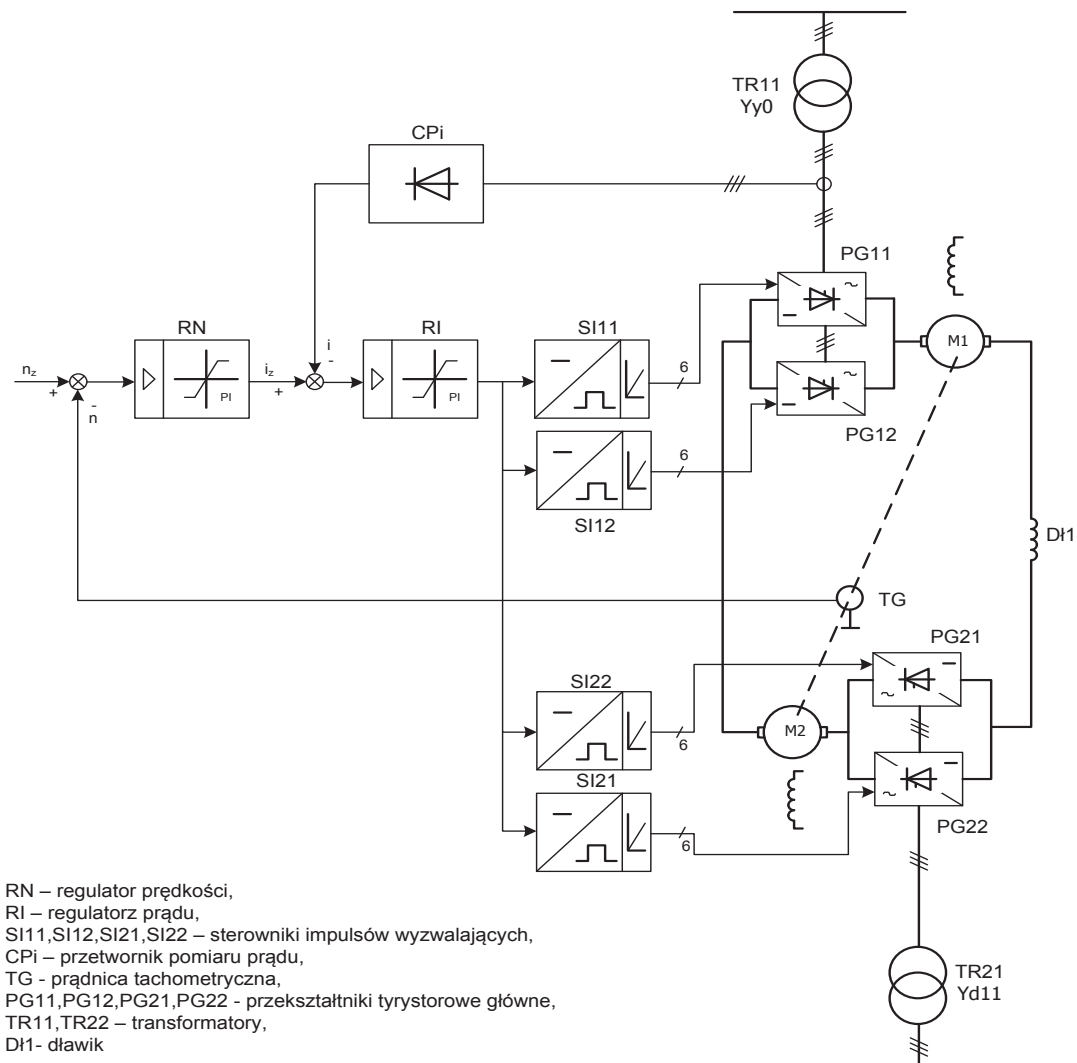 TR11
Yy0
CPi
PG11
RN
RI
SI11
i
-
M1
n_z
+
-
n
PI
i_z
+
PI
6
6
PG12
SI12
Dł1
TG
PG21
SI22
6
M2
SI21
6
PG22
RN – regulator prędkości,
RI – regulatorz prądu,
SI11,SI12,SI21,SI22 – sterowniki impulsów wyzwalających,
CPi – przetwornik pomiaru prądu,
TG - prądnica tachometryczna,
PG11,PG12,PG21,PG22 - przekształtniki tyrystorowe główne,
TR11,TR22 – transformatory,
Dł1- dławik
TR21
Yd11